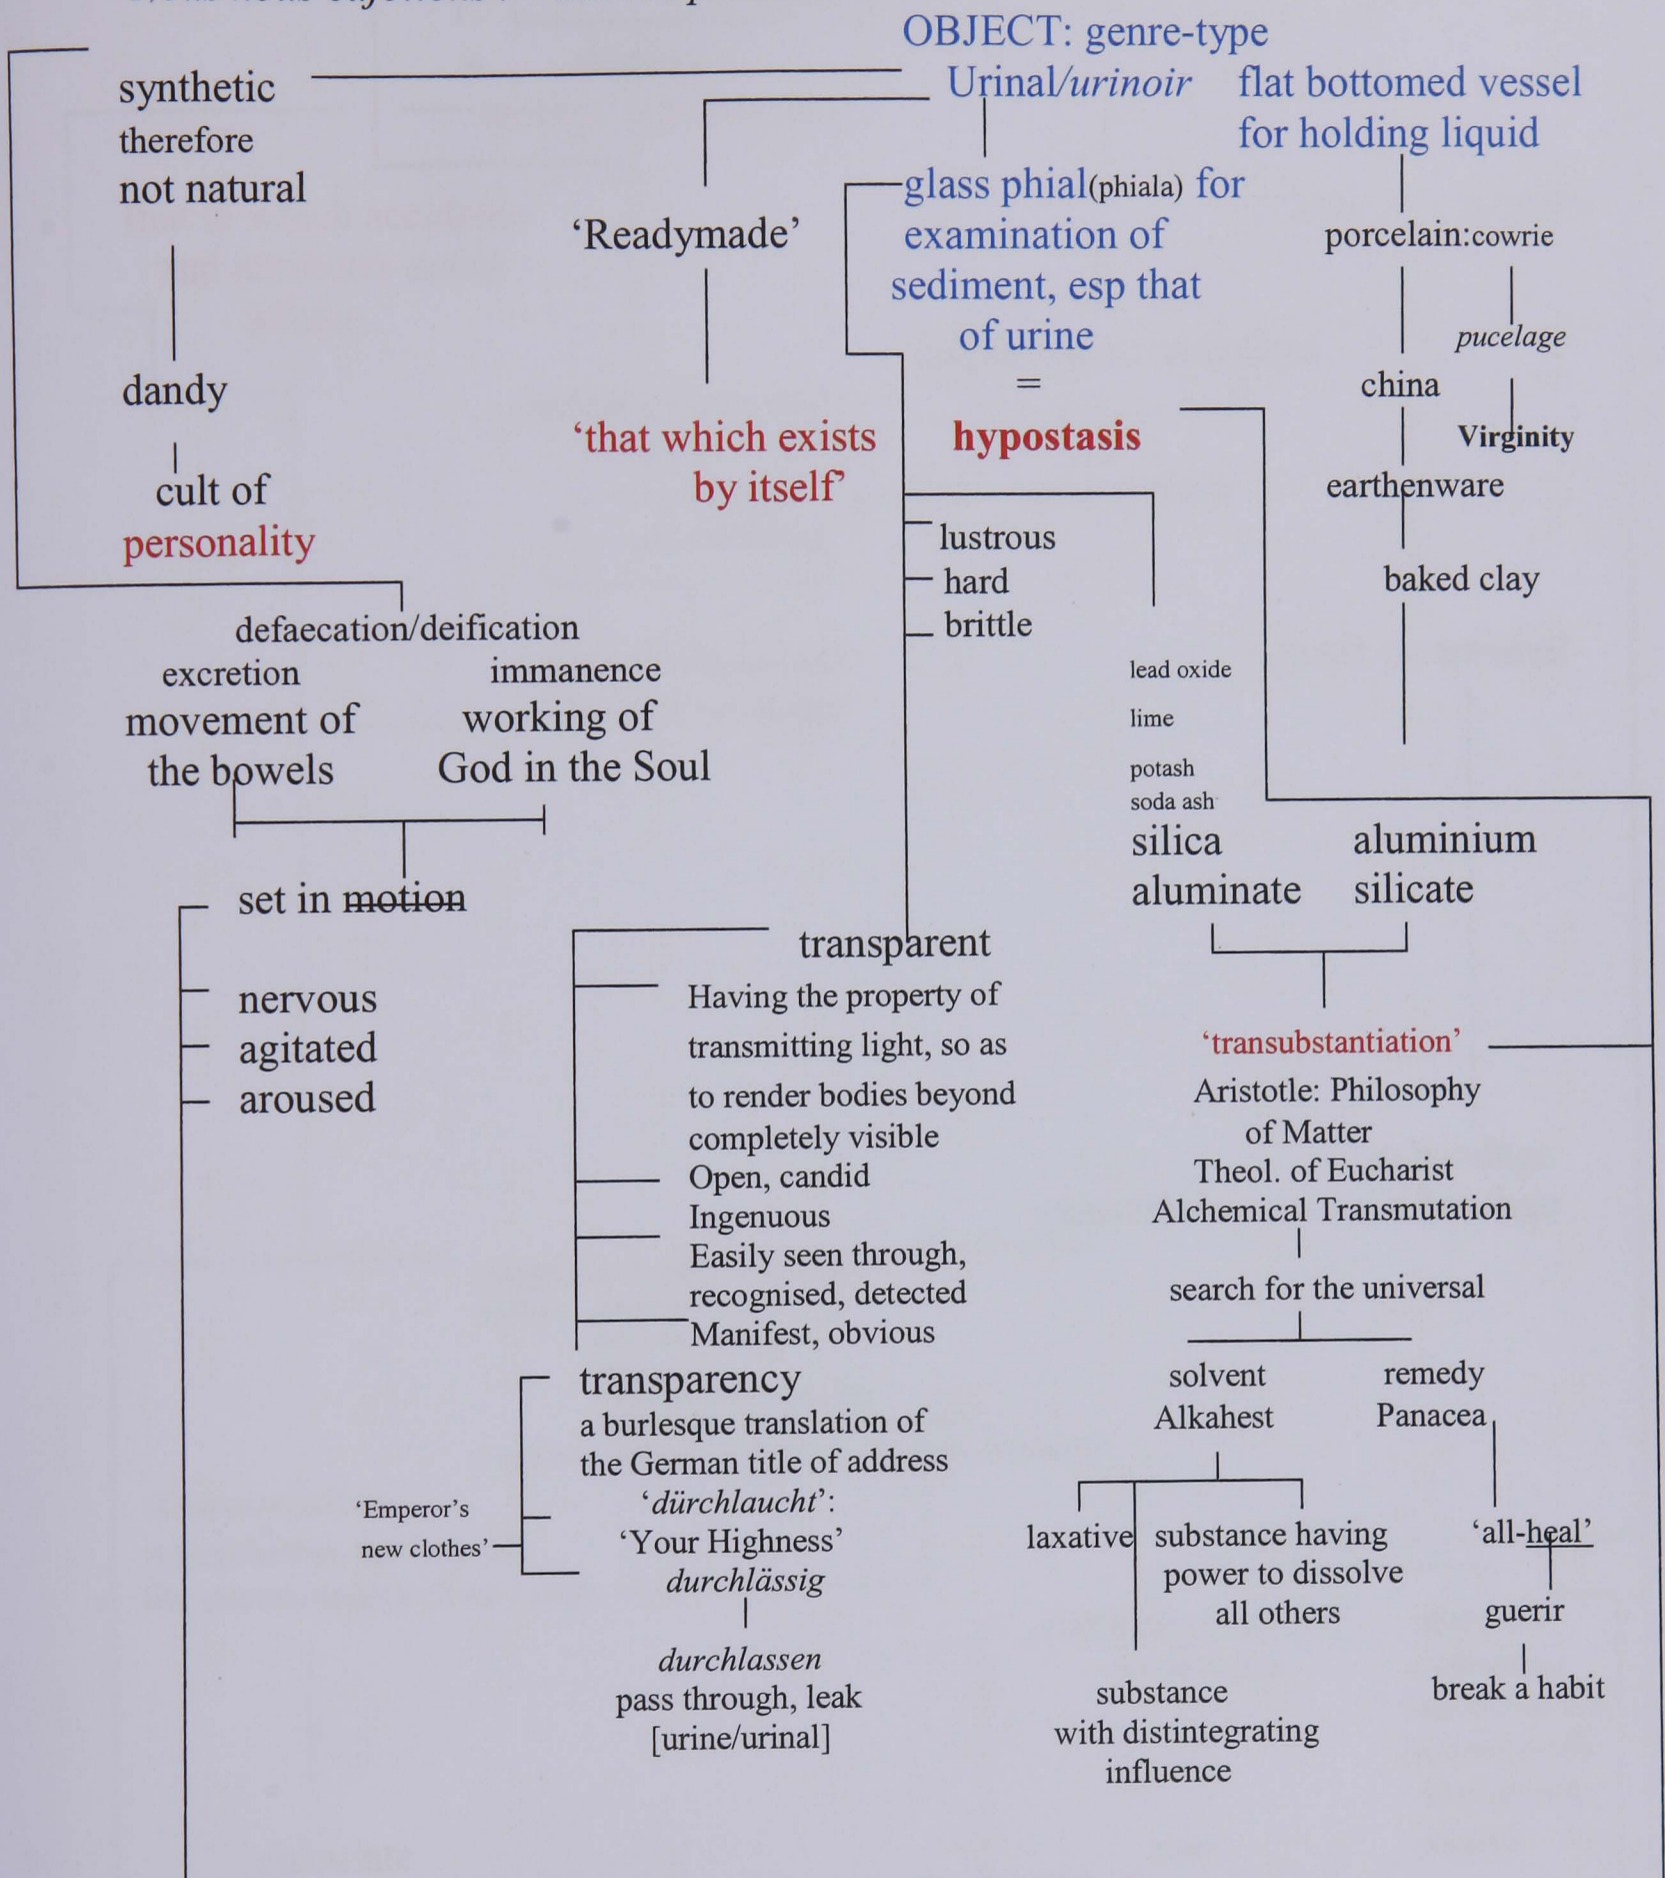 OBJECT: genre-type
synthetic
therefore
not natural
dandy
cult of
personality
Urinal/urinoir
flat bottomed vessel
for holding liquid
'Readymade'
'that which exists
by itself'
glass phial(phiala) for
examination of
sediment, esp that
of urine
=
hypostasis
porcelain:cowrie
pucelage
Virginity
china
earthenware
baked clay
lustrous
hard
brittle
defaecation/deification
excretion
movement of
the bowels
immanence
working of
God in the Soul
set in motion
nervous
agitated
aroused
lead oxide
lime
potash
soda ash
silica
aluminate
aluminium
silicate
transparent
Having the property of
transmitting light, so as
to render bodies beyond
completely visible
Open, candid
Ingenuous
Easily seen through,
recognised, detected
Manifest, obvious
transparency
a burlesque translation of
the German title of address
'dürchlaucht':
'Your Highness'
durchlässig
'Emperor's
new clothes'
durchlassen
pass through, leak
[urine/urinal]
'transubstantiation'
Aristotle: Philosophy
of Matter
Theol. of Eucharist
Alchemical Transmutation
search for the universal
solvent
Alkahest
remedy
Panacea
laxative
substance having
power to dissolve
all others
substance
with distintegrating
influence
'all-heal'
guerir
break a habit